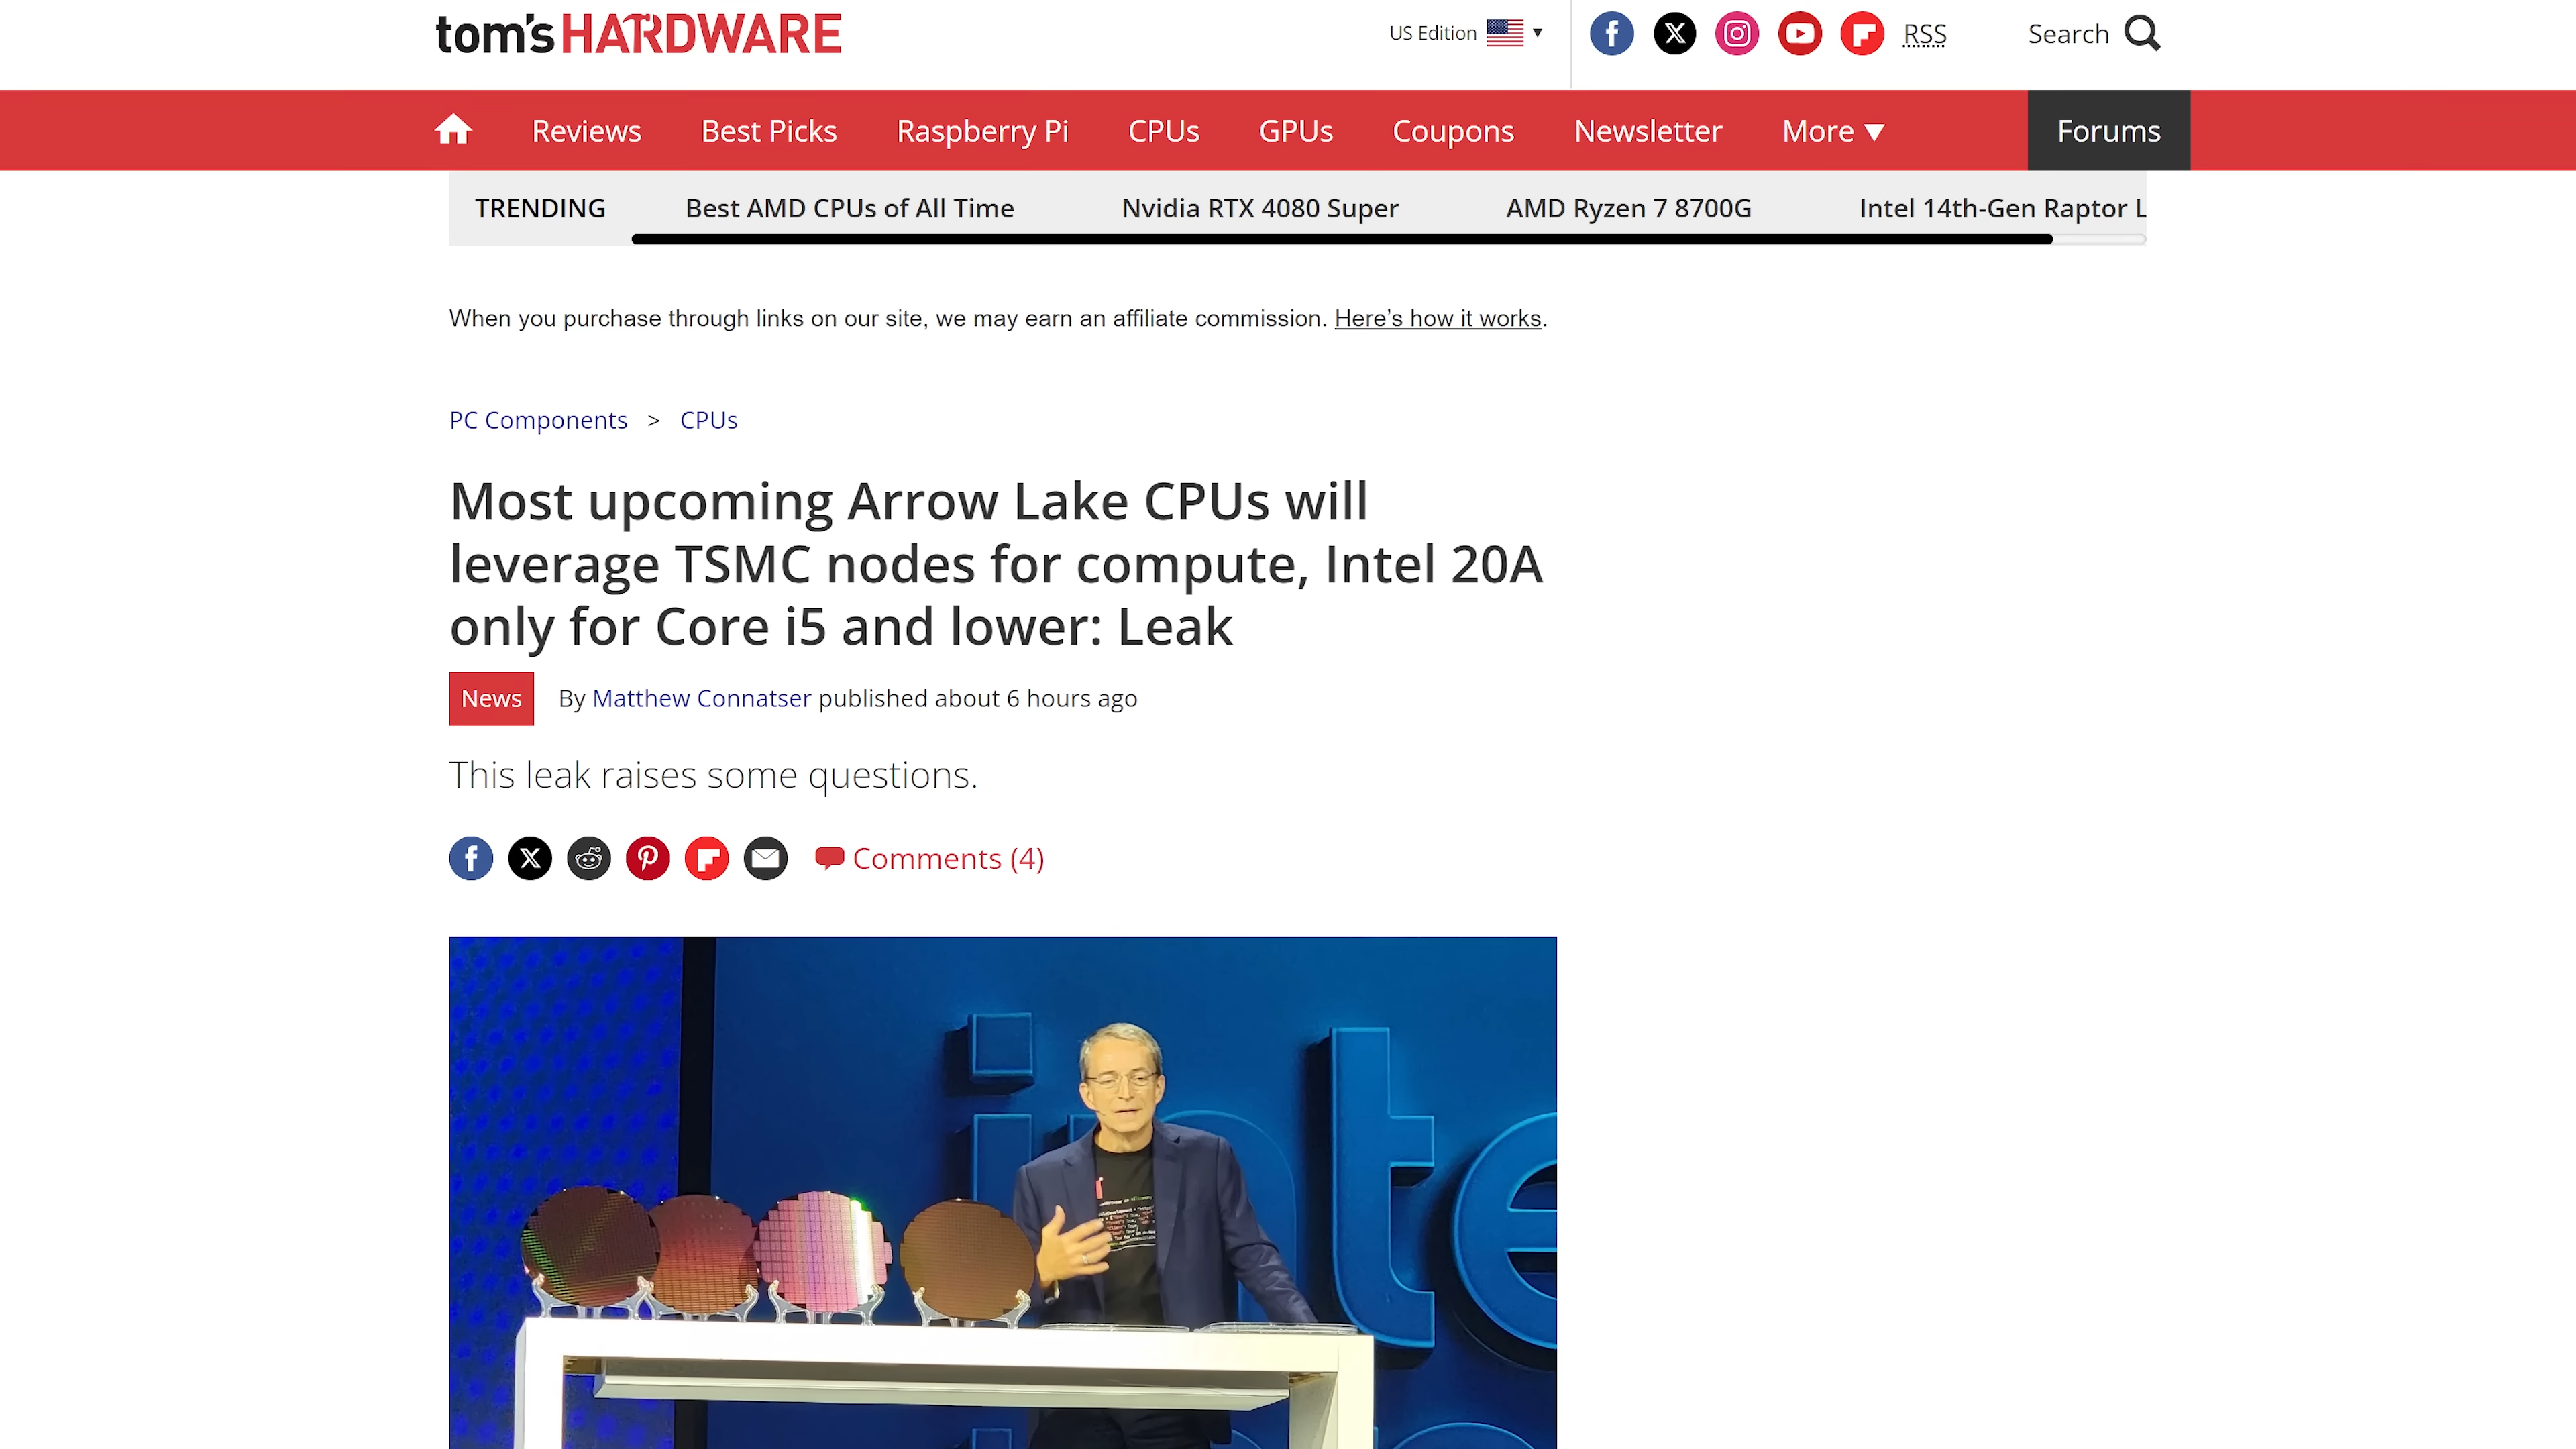 tom's HARDWARE
US Edition ▼
RSS
Search
Reviews
Best Picks
Raspberry Pi
CPUs
GPUs
Coupons
Newsletter
More ▼
Forums
TRENDING
Best AMD CPUs of All Time
Nvidia RTX 4080 Super
AMD Ryzen 7 8700G
Intel 14th-Gen Raptor L
When you purchase through links on our site, we may earn an affiliate commission. Here’s how it works.
PC Components > CPUs
Most upcoming Arrow Lake CPUs will
leverage TSMC nodes for compute, Intel 20A
only for Core i5 and lower: Leak
News
By Matthew Connatser published about 6 hours ago
This leak raises some questions.
Comments (4)
inte